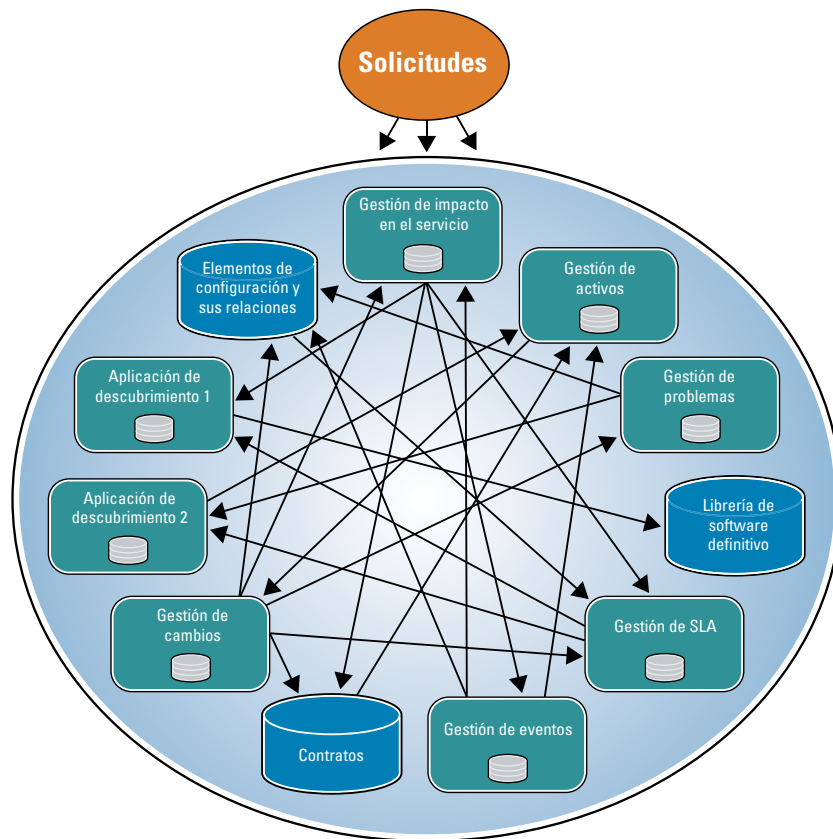 Solicitudes
Gestión de impacto
en el servicio
Elementos de
configuración y
sus relaciones
Gestión de
activos
Aplicación de
descubrimiento 1
Gestión de
problemas
Aplicación de
descubrimiento 2
Librería de
software
definitivo
Gestión de
cambios
Gestión de SLA
Contratos
Gestión de eventos